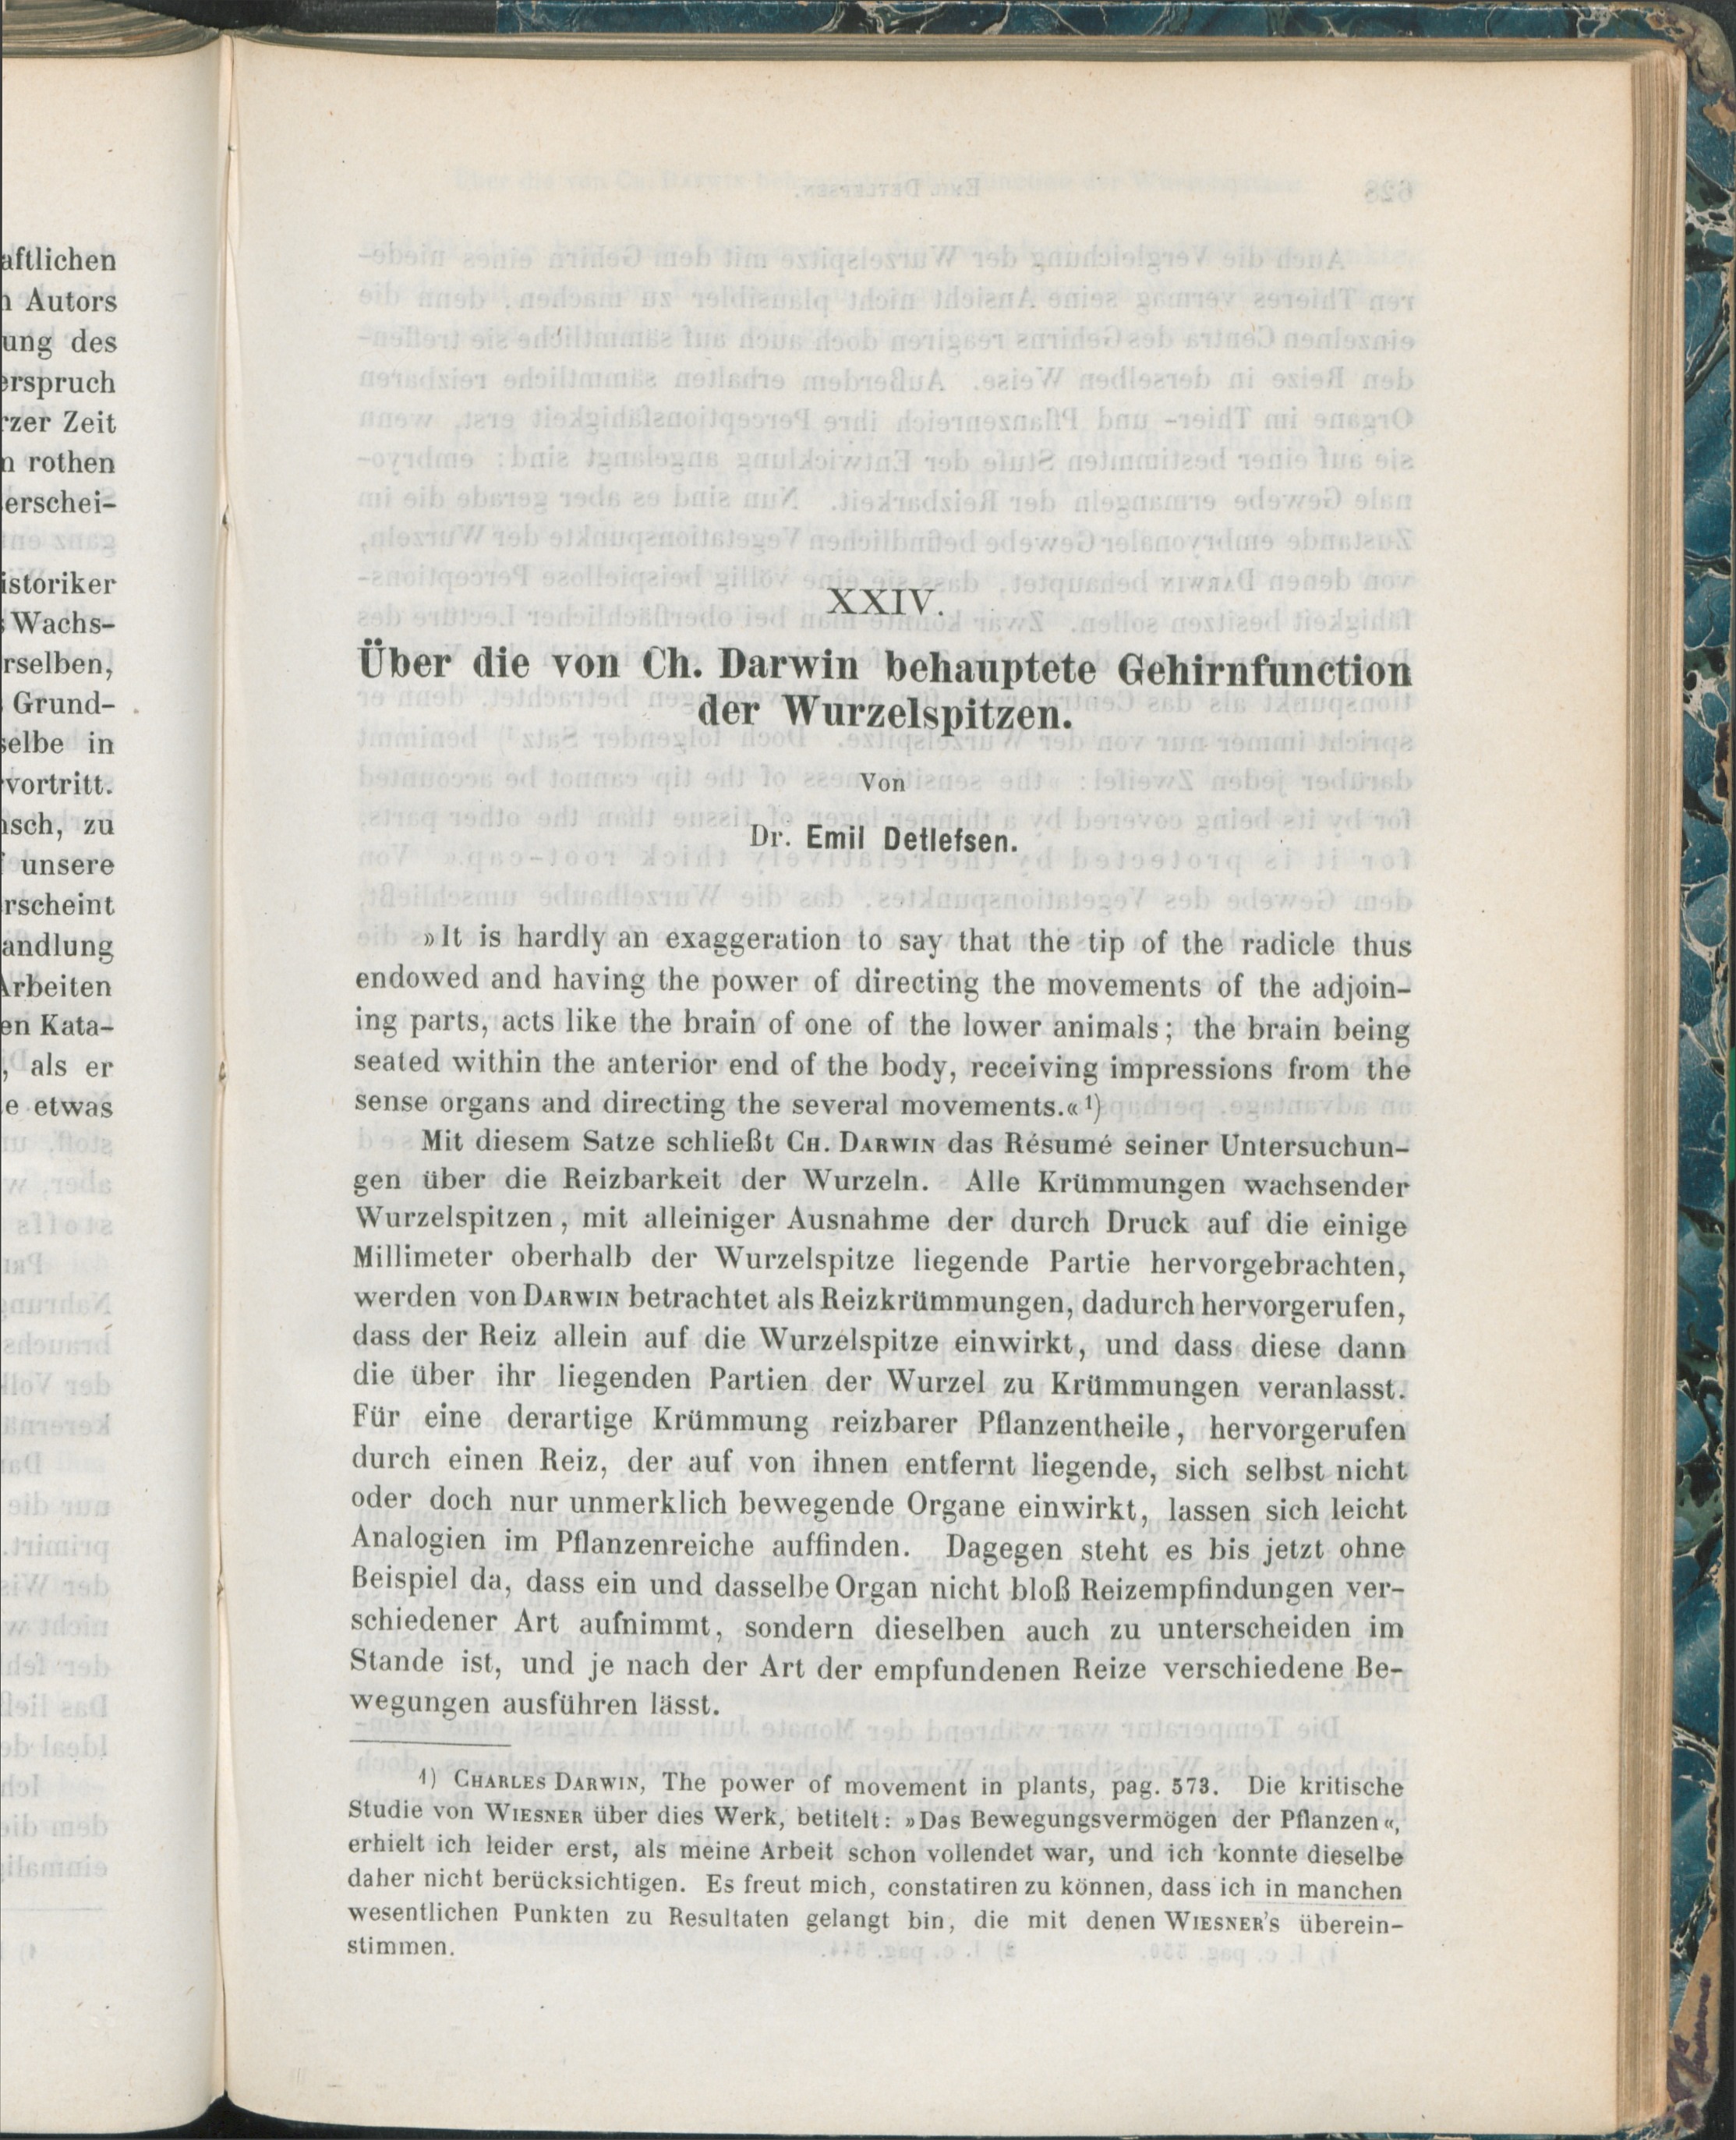 aftlichen
Autors
ung des
erspruch
rzer Zeit
rothen
erschei-
istoriker
Wachs-
rselben,
Grund-
selbe in
vortritt.
nsch, zu
unsere
rscheint
andlung
Arbeiten
en Kata-
, als er
e etwas
XXIV.
Über die von Ch. Darwin behauptete Gehirnfunction
der Wurzelspitzen.
Von
Dr. Emil Detlefsen.
»It is hardly an exaggeration to say that the tip of the radicle thus
endowed and having the power of directing the movements of the adjoin-
ing parts, acts like the brain of one of the lower animals; the brain being
seated within the anterior end of the body, receiving impressions from the
sense organs and directing the several movements.«1)
Mit diesem Satze schließt CH. DARWIN das Résumé seiner Untersuchun-
gen über die Reizbarkeit der Wurzeln. Alle Krümmungen wachsender
Wurzelspitzen, mit alleiniger Ausnahme der durch Druck auf die einige
Millimeter oberhalb der Wurzelspitze liegende Partie hervorgebrachten,
werden von DARWIN betrachtet als Reizkrümmungen, dadurch hervorgerufen,
dass der Reiz allein auf die Wurzelspitze einwirkt, und dass diese dann
die über ihr liegenden Partien der Wurzel zu Krümmungen veranlasst.
Für eine derartige Krümmung reizbarer Pflanzentheile, hervorgerufen
durch einen Reiz, der auf von ihnen entfernt liegende, sich selbst nicht
oder doch nur unmerklich bewegende Organe einwirkt, lassen sich leicht
Analogien im Pflanzenreiche auffinden. Dagegen steht es bis jetzt ohne
Beispiel da, dass ein und dasselbe Organ nicht bloß Reizempfindungen ver-
schiedener Art aufnimmt, sondern dieselben auch zu unterscheiden im
Stande ist, und je nach der Art der empfundenen Reize verschiedene Be-
wegungen ausführen lässt.
1) CHARLES DARWIN, The power of movement in plants, pag. 573. Die kritische
Studie von WIESNER über dies Werk, betitelt: »Das Bewegungsvermögen der Pflanzen«,
erhielt ich leider erst, als meine Arbeit schon vollendet war, und ich konnte dieselbe
daher nicht berücksichtigen. Es freut mich, constatiren zu können, dass ich in manchen
wesentlichen Punkten zu Resultaten gelangt bin, die mit denen WIESNER'S überein-
stimmen.